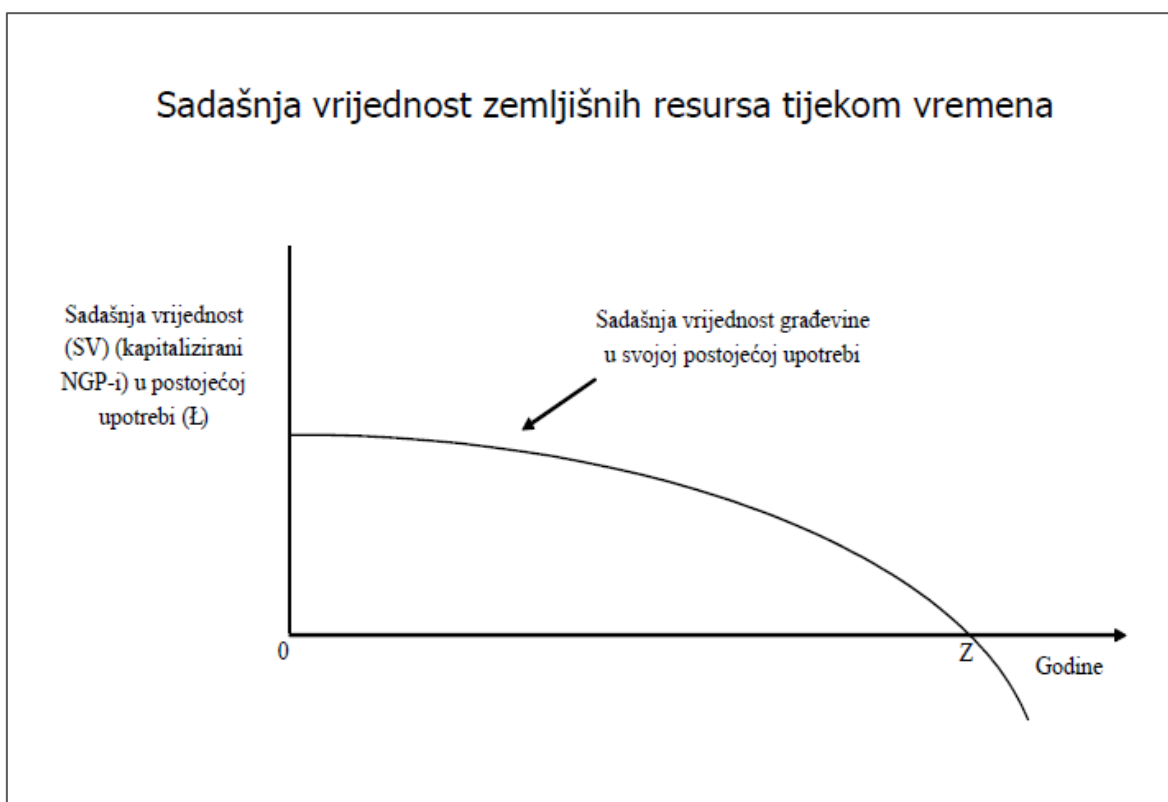 Sadašnja vrijednost zemljišnih resursa tijekom vremena
Sadašnja vrijednost
(SV) (kapitalizirani
NGP-i) u postojećoj
upotrebi (Ł)
Sadašnja vrijednost građevine
u svojoj postojećoj upotrebi
0
Z
Godine